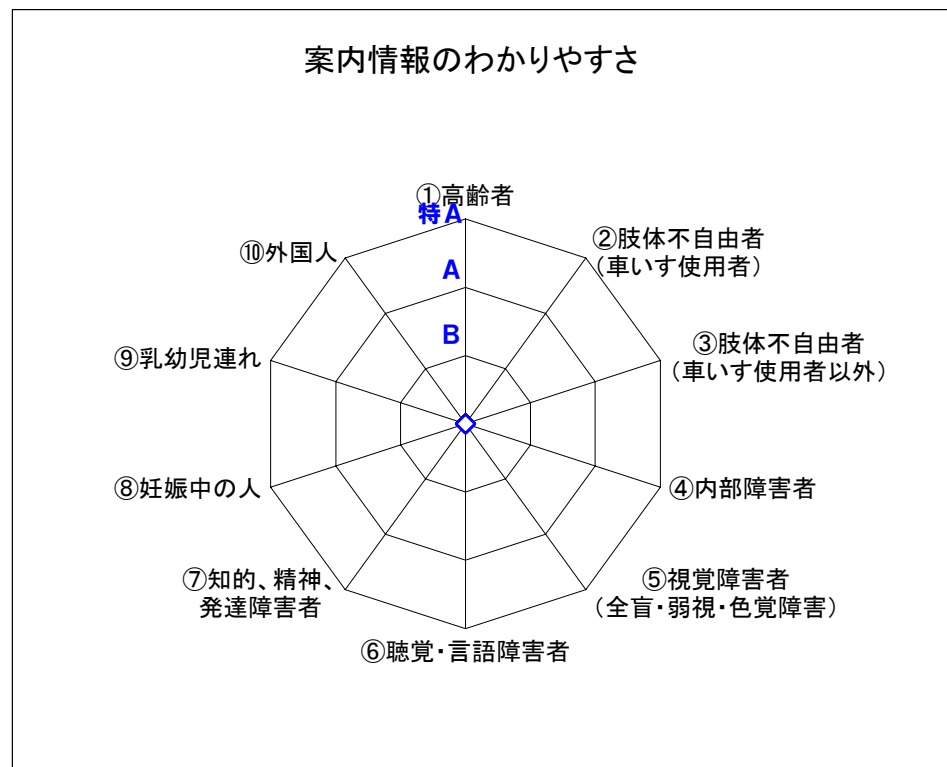 案内情報のわかりやすさ
①高齢者
特A
A
B
②肢体不自由者
（車いす使用者）
③肢体不自由者
（車いす使用者以外）
④内部障害者
⑤視覚障害者
（全盲・弱視・色覚障害）
⑥聴覚・言語障害者
⑦知的、精神、
発達障害者
⑧妊娠中の人
⑨乳幼児連れ
⑩外国人